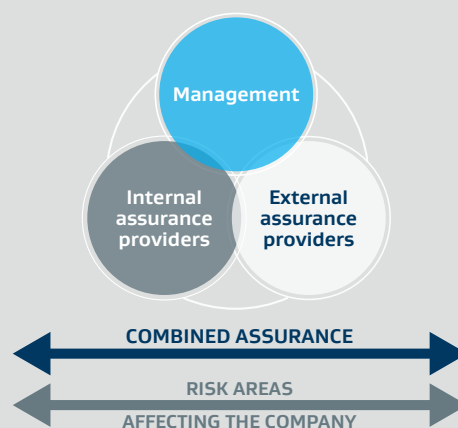 Management
Internal
assurance
providers
External
assurance
providers
COMBINED ASSURANCE
RISK AREAS
AFFECTING THE COMPANY